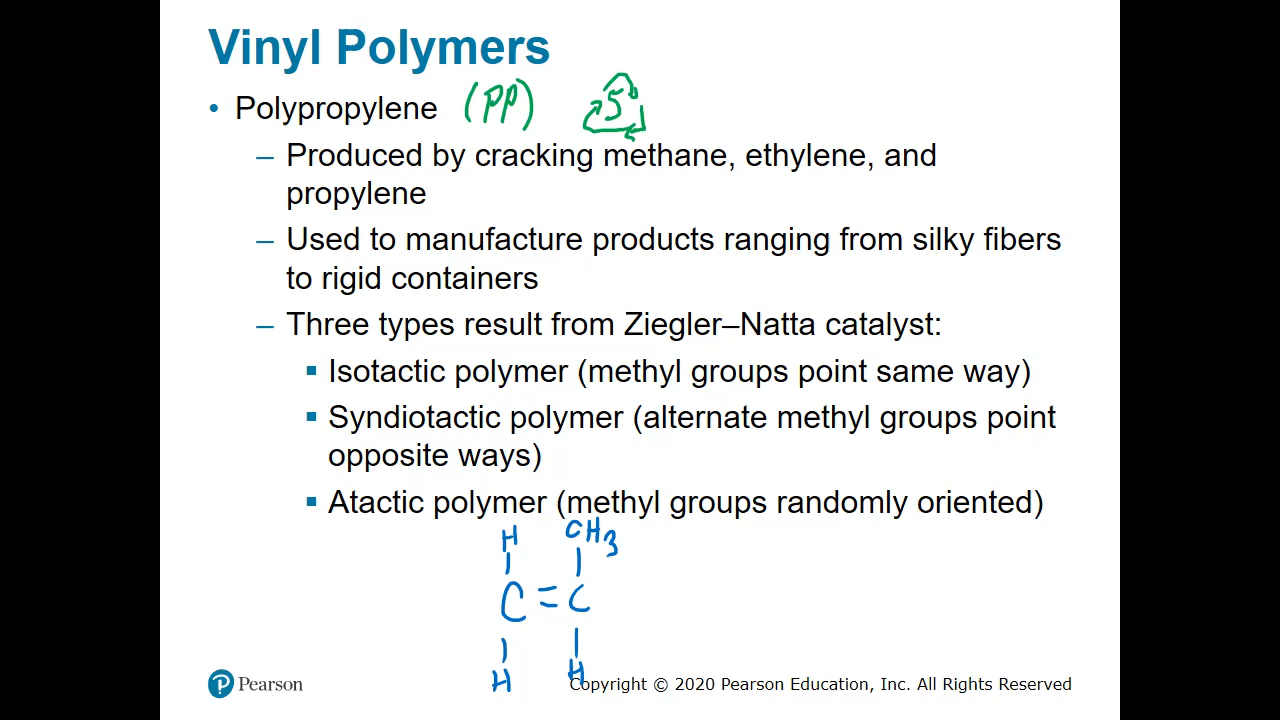 Vinyl Polymers
• Polypropylene (PP) 5
– Produced by cracking methane, ethylene, and
propylene
– Used to manufacture products ranging from silky fibers
to rigid containers
– Three types result from Ziegler–Natta catalyst:
▪ Isotactic polymer (methyl groups point same way)
▪ Syndiotactic polymer (alternate methyl groups point
opposite ways)
▪ Atactic polymer (methyl groups randomly oriented)
H CH3
C = C
H H
P Pearson
Copyright © 2020 Pearson Education, Inc. All Rights Reserved